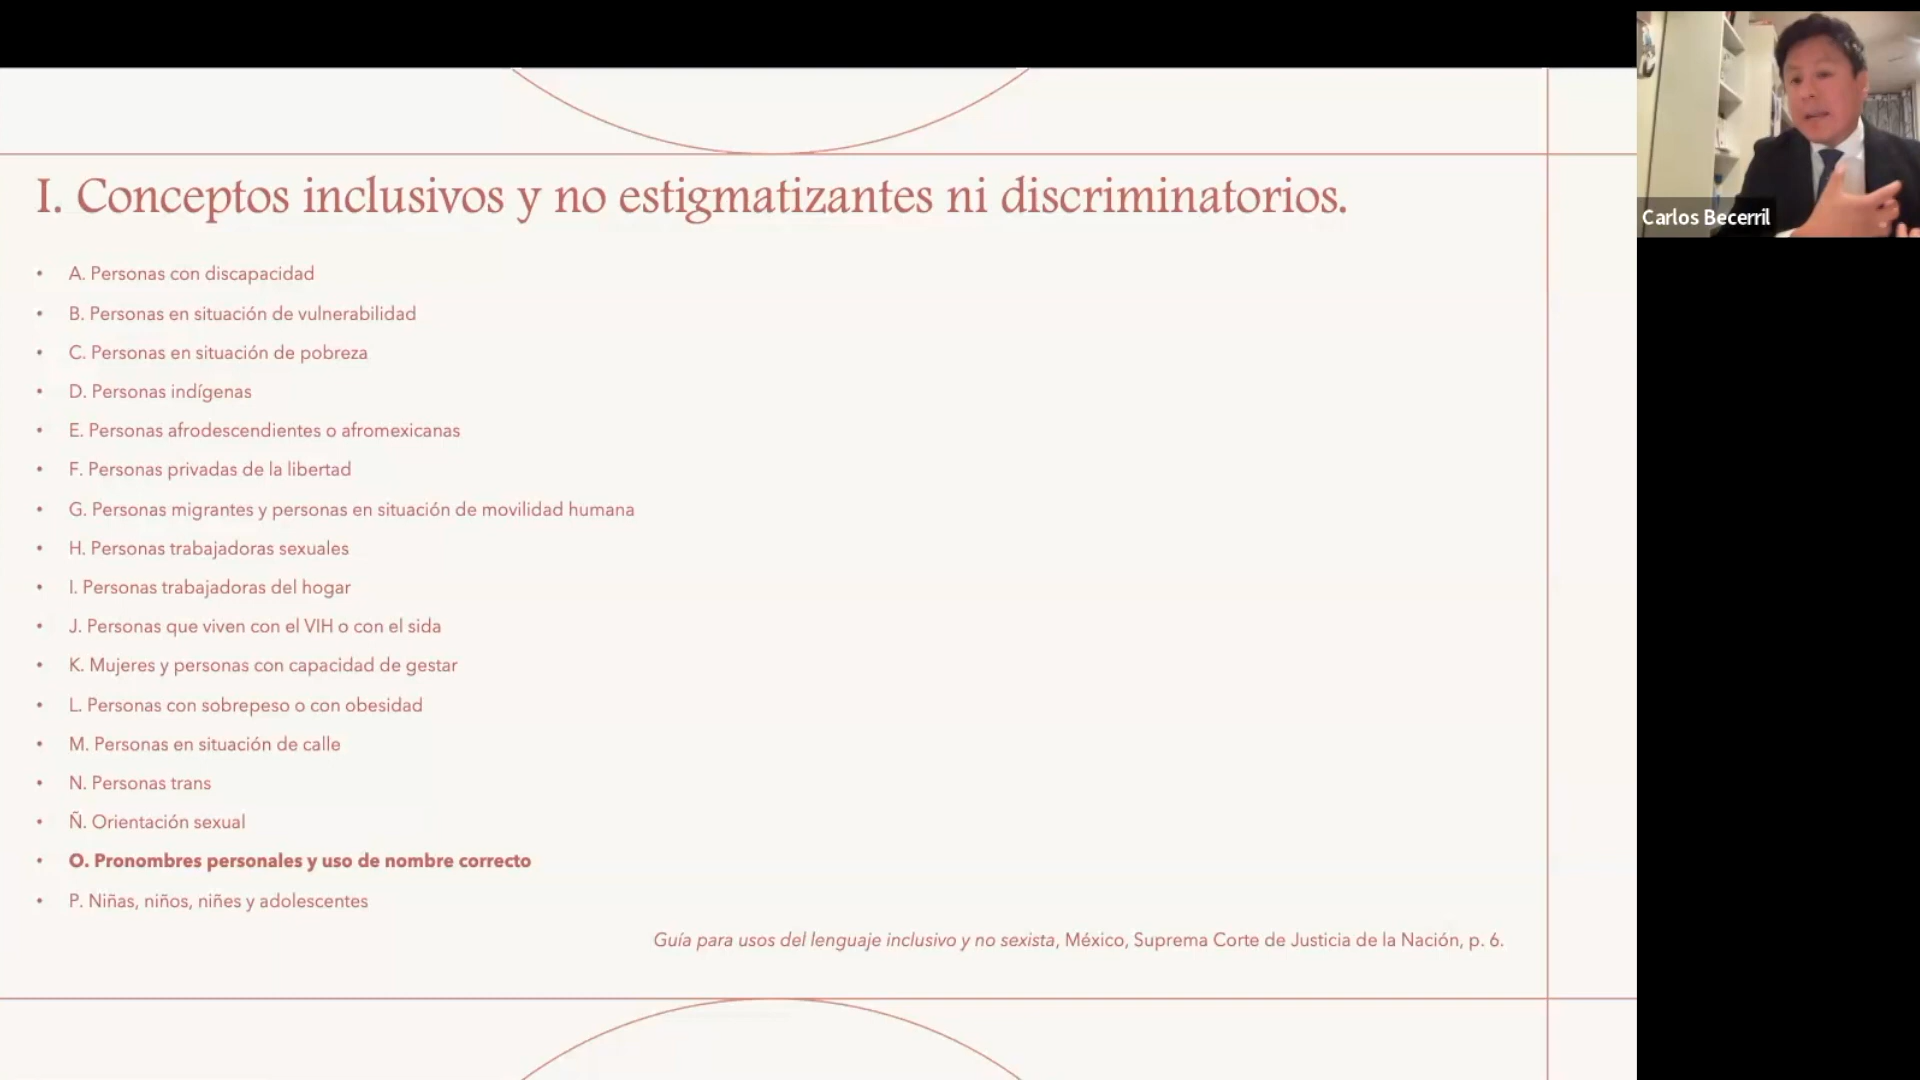 I. Conceptos inclusivos y no estigmatizantes ni discriminatorios.
• A. Personas con discapacidad
• B. Personas en situación de vulnerabilidad
• C. Personas en situación de pobreza
• D. Personas indígenas
• E. Personas afrodescendientes o afromexicanas
• F. Personas privadas de la libertad
• G. Personas migrantes y personas en situación de movilidad humana
• H. Personas trabajadoras sexuales
• I. Personas trabajadoras del hogar
• J. Personas que viven con el VIH o con el sida
• K. Mujeres y personas con capacidad de gestar
• L. Personas con sobrepeso o con obesidad
• M. Personas en situación de calle
• N. Personas trans
• Ñ. Orientación sexual
• O. Pronombres personales y uso de nombre correcto
• P. Niñas, niños, niñes y adolescentes
Guía para usos del lenguaje inclusivo y no sexista, México, Suprema Corte de Justicia de la Nación, p. 6.
Carlos Becerril